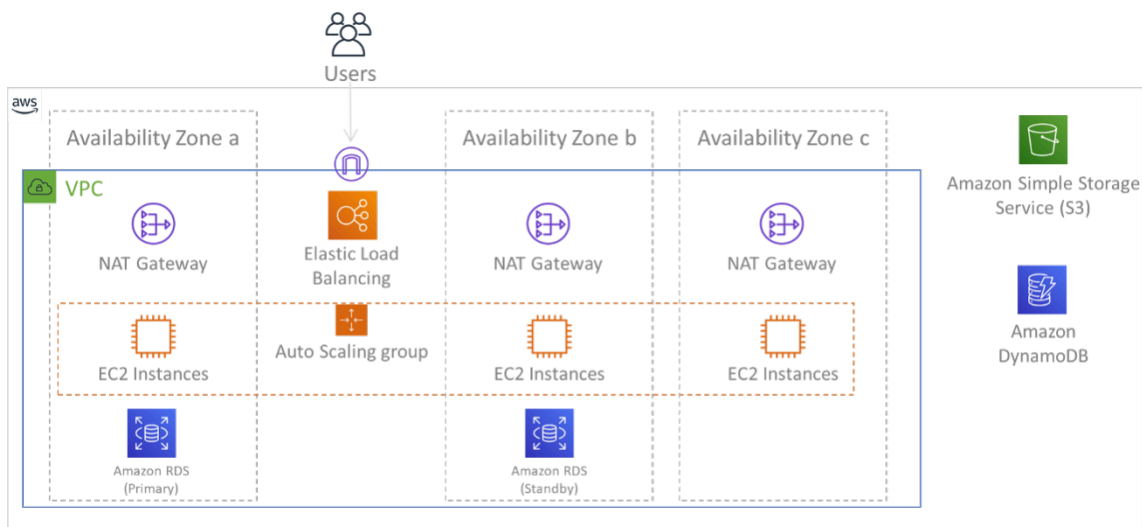 Users
aws
Availability Zone a
Availability Zone b
Availability Zone c
VPC
Amazon Simple Storage
Service (S3)
NAT Gateway
Elastic Load
Balancing
NAT Gateway
NAT Gateway
Auto Scaling group
Amazon
DynamoDB
EC2 Instances
EC2 Instances
EC2 Instances
Amazon RDS
(Primary)
Amazon RDS
(Standby)